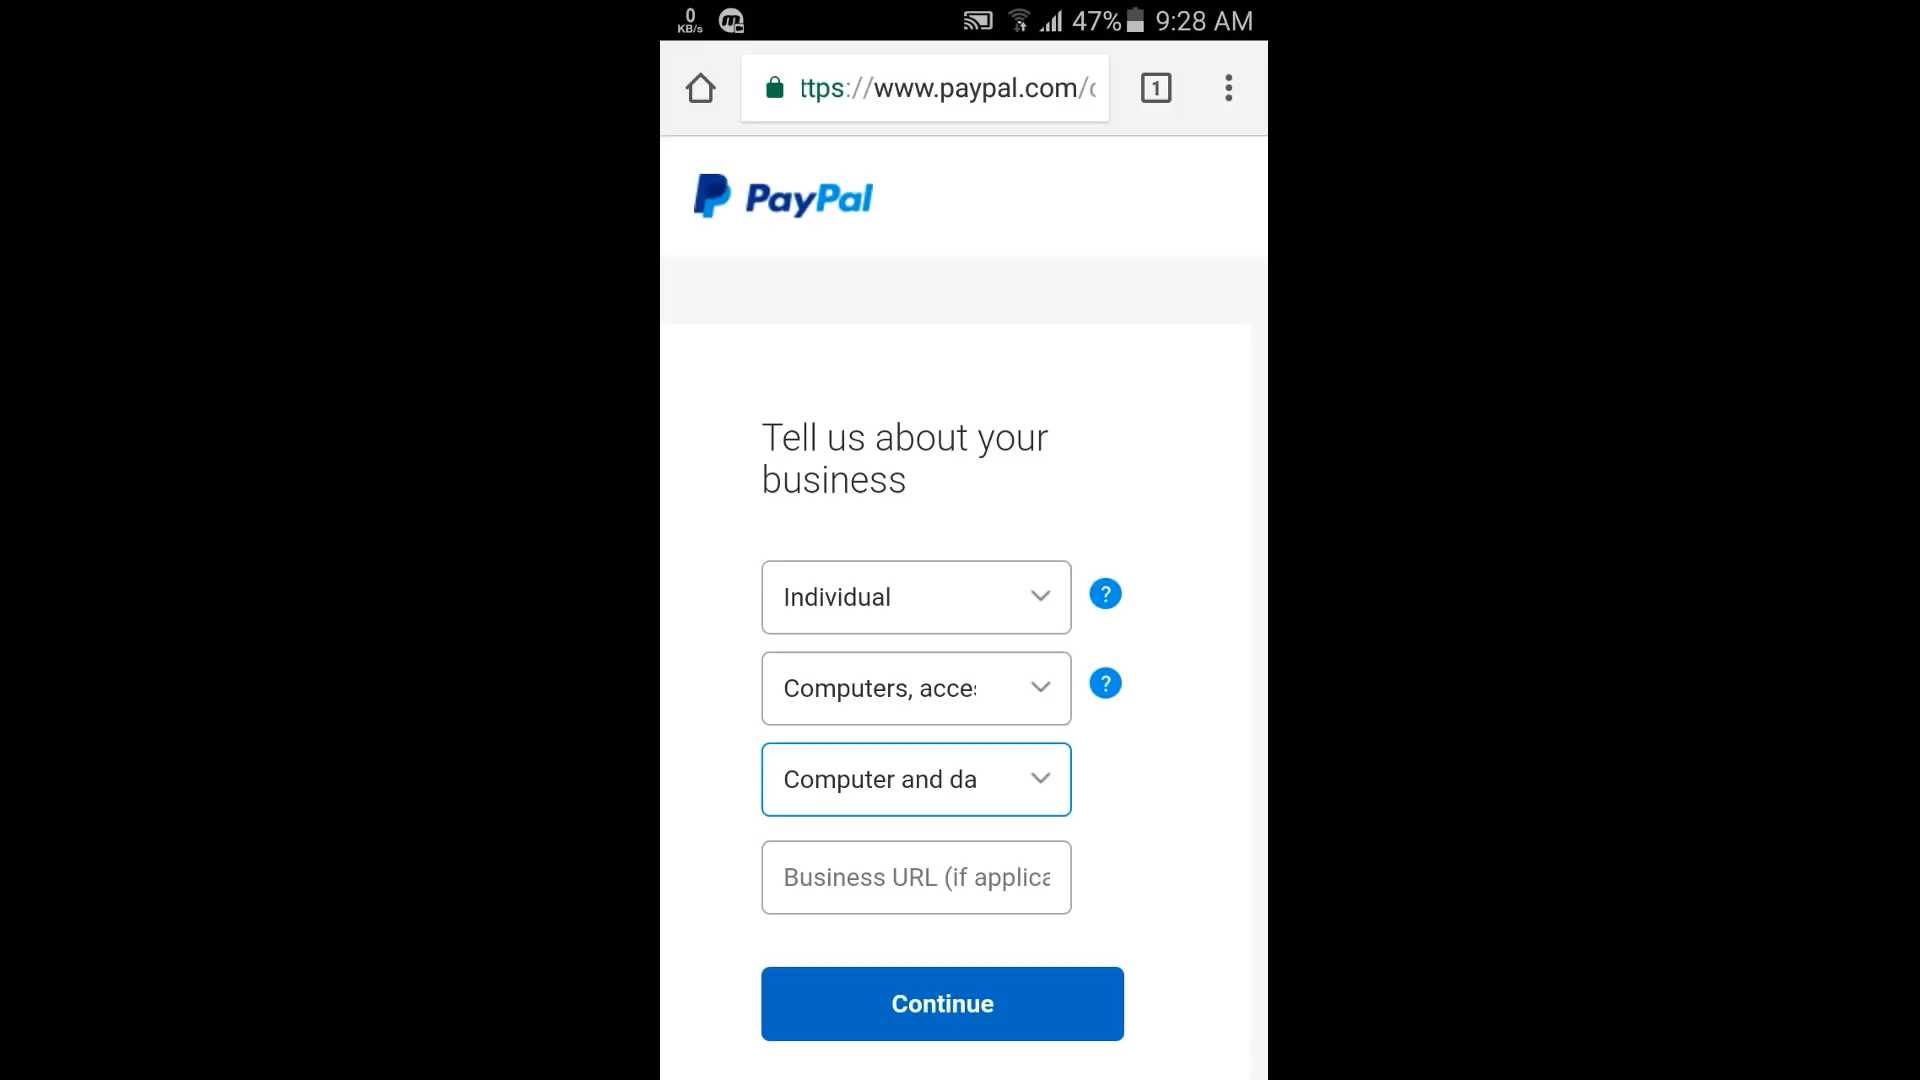 0
KB/s
47% 9:28 AM
ttps://www.paypal.com/
1
PayPal
Tell us about your
business
Individual
?
Computers, acce
?
Computer and da
Business URL (if applica
Continue